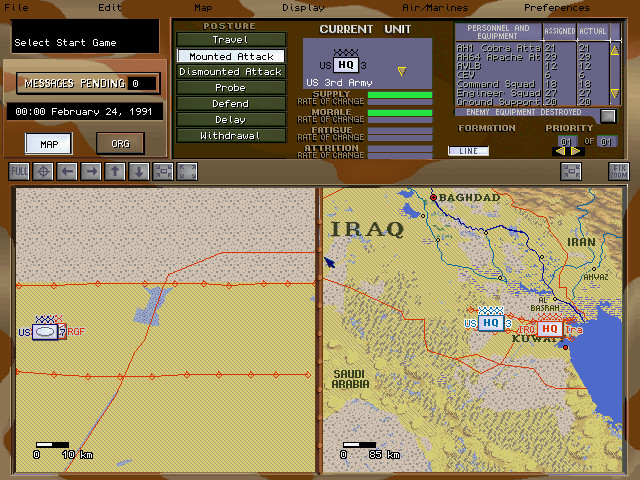 File Edit Map Display Air/Marines Preferences
Select Start Game
MESSAGES PENDING 0
00:00 February 24, 1991
MAP ORG
POSTURE
Travel
Mounted Attack
Dismounted Attack
Probe
Defend
Delay
Withdrawal
CURRENT UNIT
US HQ 3
US 3rd Army
SUPPLY
RATE OF CHANGE
MORALE
RATE OF CHANGE
FATIGUE
RATE OF CHANGE
ATTRITION
RATE OF CHANGE
PERSONNEL AND EQUIPMENT ASSIGNED ACTUAL
AH1 Cobra Atta 21 21
AH64 Apache At 29 29
AVLB 12 12
CEV 6 6
Command Squad 18 18
Engineer Squad 27 27
Ground Support 20 20
ENEMY EQUIPMENT DESTROYED
FORMATION PRIORITY
LINE 01 OF 01
FULL FIX ZOOM
US 7 RGF
0 10 km
BAGHDAD
IRAQ
IRAN
AHVAZ
AL BASRAH
US HQ 3 IRG HQ Ira
KUWAIT
SAUDI ARABIA
0 85 km